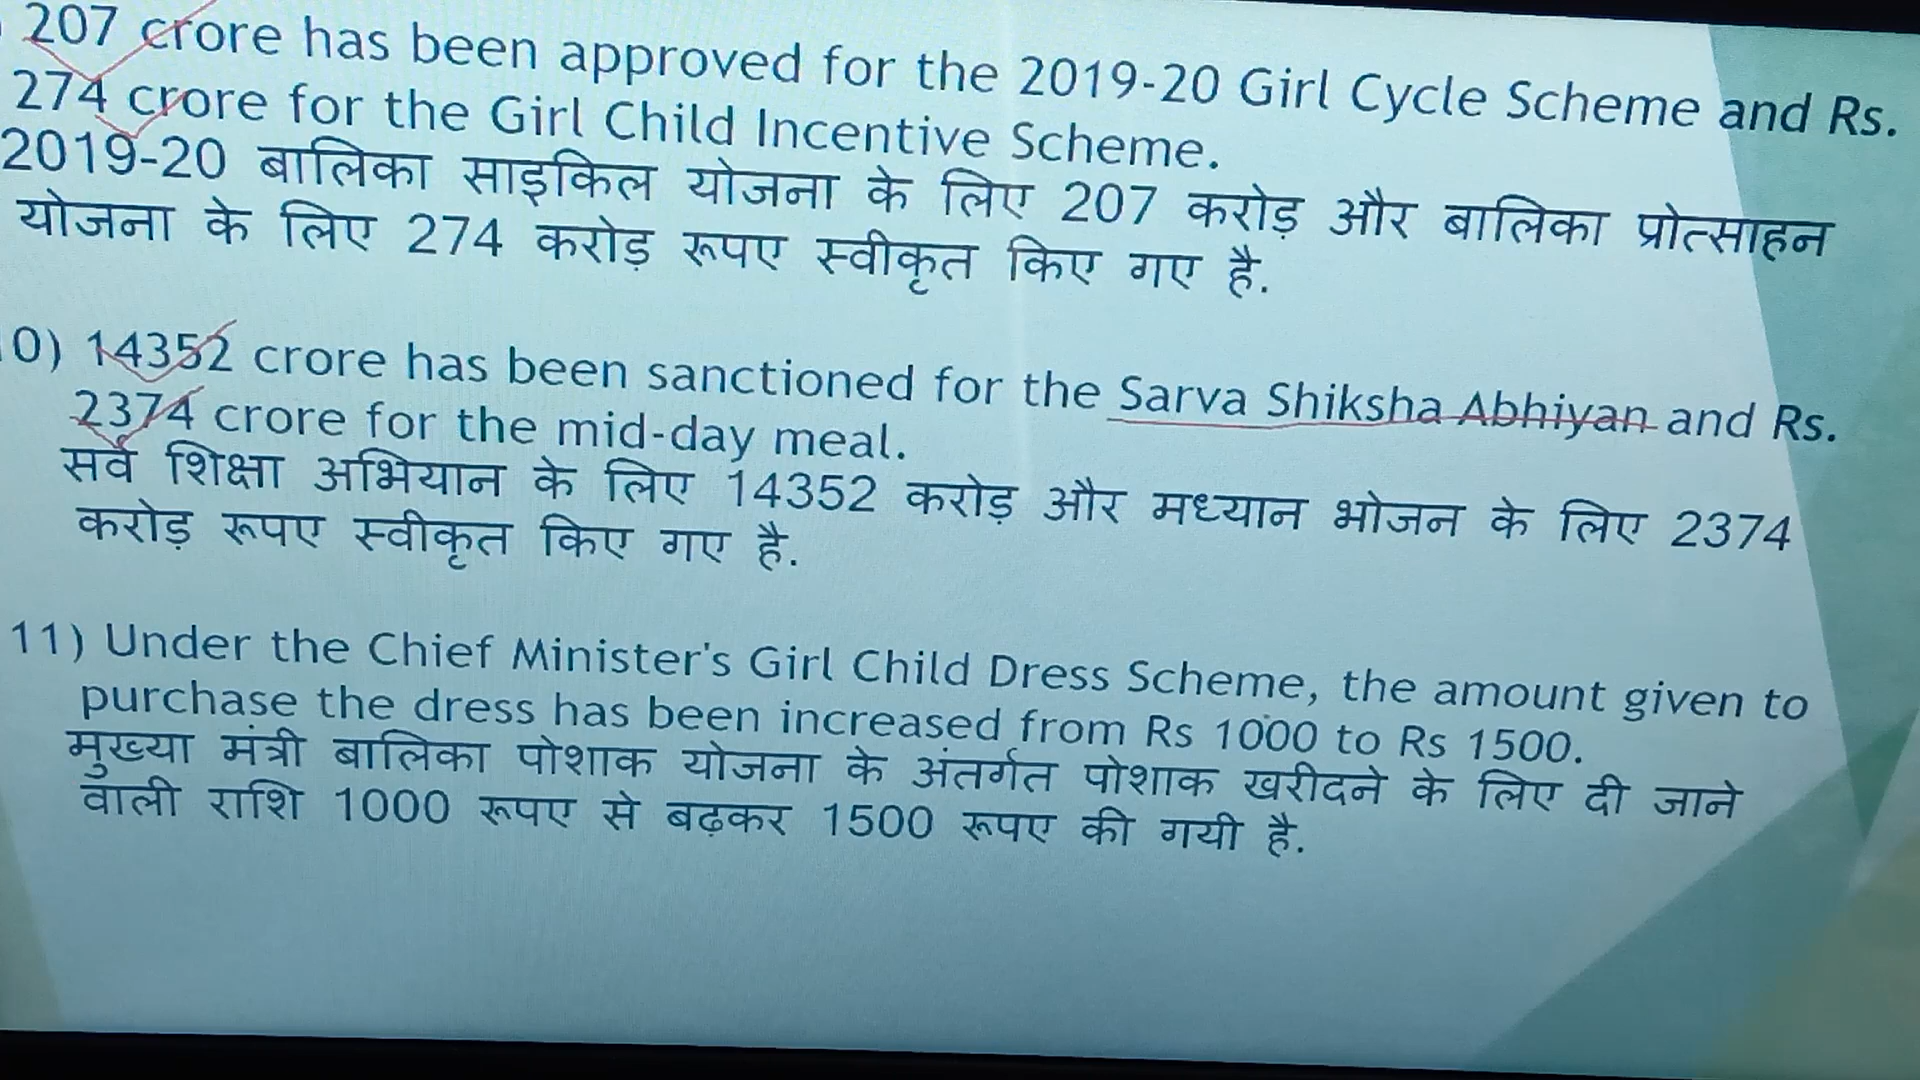 207 crore has been approved for the 2019-20 Girl Cycle Scheme and Rs.
274 crore for the Girl Child Incentive Scheme.
2019-20 बालिका साइकिल योजना के लिए 207 करोड़ और बालिका प्रोत्साहन
योजना के लिए 274 करोड़ रूपए स्वीकृत किए गए है.
0) 14352 crore has been sanctioned for the Sarva Shiksha Abhiyan and Rs.
2374 crore for the mid-day meal.
सर्व शिक्षा अभियान के लिए 14352 करोड़ और मध्यान भोजन के लिए 2374
करोड़ रूपए स्वीकृत किए गए है.
11) Under the Chief Minister's Girl Child Dress Scheme, the amount given to
purchase the dress has been increased from Rs 1000 to Rs 1500.
मुख्या मंत्री बालिका पोशाक योजना के अंतर्गत पोशाक खरीदने के लिए दी जाने
वाली राशि 1000 रूपए से बढ़कर 1500 रूपए की गयी है.